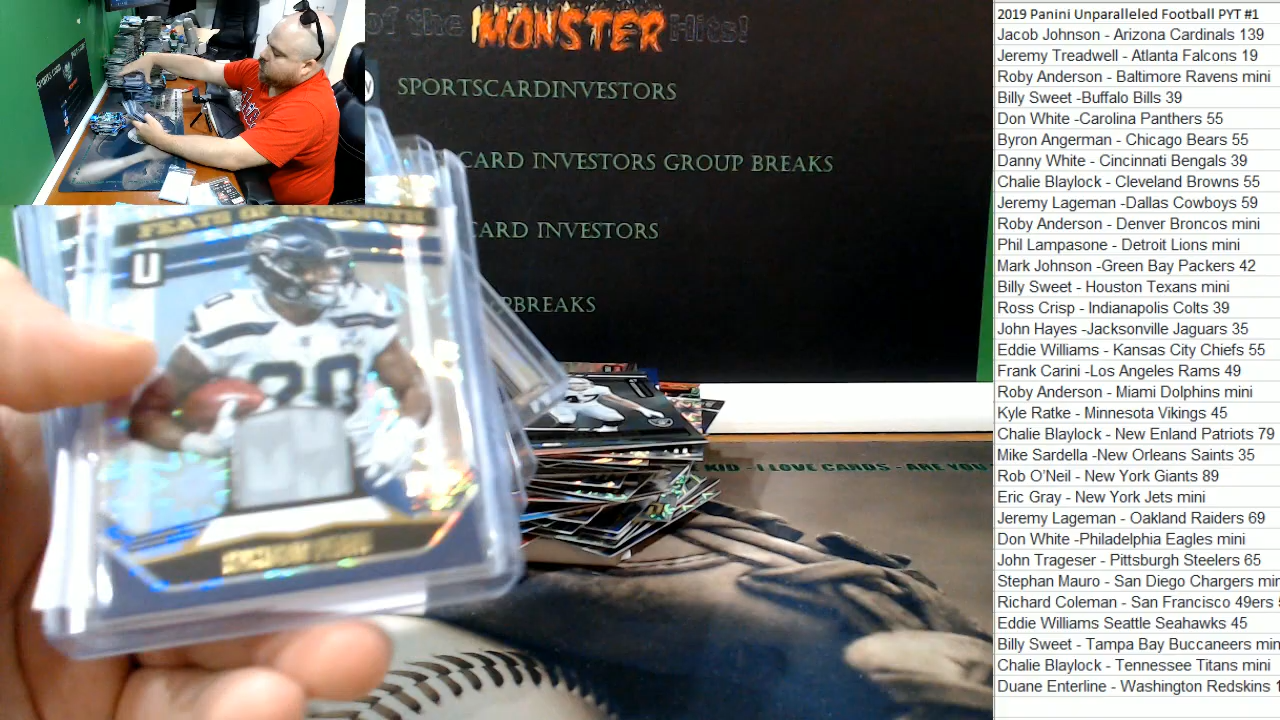 of the MONSTER Hits!
SPORTSCARDINVESTORS
CARD INVESTORS GROUP BREAKS
CARD INVESTORS
BREAKS
FEATS OF STRENGTH
U
20
KID - I LOVE CARDS - ARE YOU
2019 Panini Unparalleled Football PYT #1
Jacob Johnson - Arizona Cardinals 139
Jeremy Treadwell - Atlanta Falcons 19
Roby Anderson - Baltimore Ravens mini
Billy Sweet -Buffalo Bills 39
Don White -Carolina Panthers 55
Byron Angerman - Chicago Bears 55
Danny White - Cincinnati Bengals 39
Chalie Blaylock - Cleveland Browns 55
Jeremy Lageman -Dallas Cowboys 59
Roby Anderson - Denver Broncos mini
Phil Lampasone - Detroit Lions mini
Mark Johnson -Green Bay Packers 42
Billy Sweet - Houston Texans mini
Ross Crisp - Indianapolis Colts 39
John Hayes -Jacksonville Jaguars 35
Eddie Williams - Kansas City Chiefs 55
Frank Carini -Los Angeles Rams 49
Roby Anderson - Miami Dolphins mini
Kyle Ratke - Minnesota Vikings 45
Chalie Blaylock - New Enland Patriots 79
Mike Sardella -New Orleans Saints 35
Rob O'Neil - New York Giants 89
Eric Gray - New York Jets mini
Jeremy Lageman - Oakland Raiders 69
Don White -Philadelphia Eagles mini
John Trageser - Pittsburgh Steelers 65
Stephan Mauro - San Diego Chargers min
Richard Coleman - San Francisco 49ers
Eddie Williams Seattle Seahawks 45
Billy Sweet - Tampa Bay Buccaneers min
Chalie Blaylock - Tennessee Titans mini
Duane Enterline - Washington Redskins 1